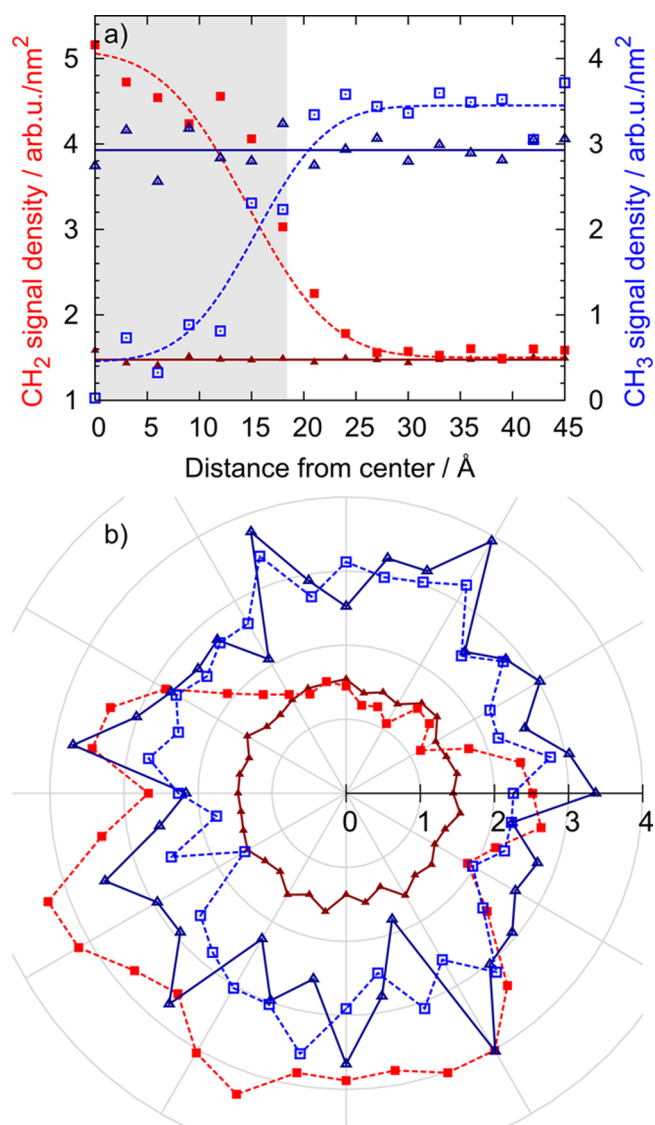 a)
CH2 signal density / arb.u./nm²
5
4
3
2
1
CH3 signal density / arb.u./nm²
4
3
2
1
0
0 5 10 15 20 25 30 35 40 45
Distance from center / Å
b)
0 1 2 3 4